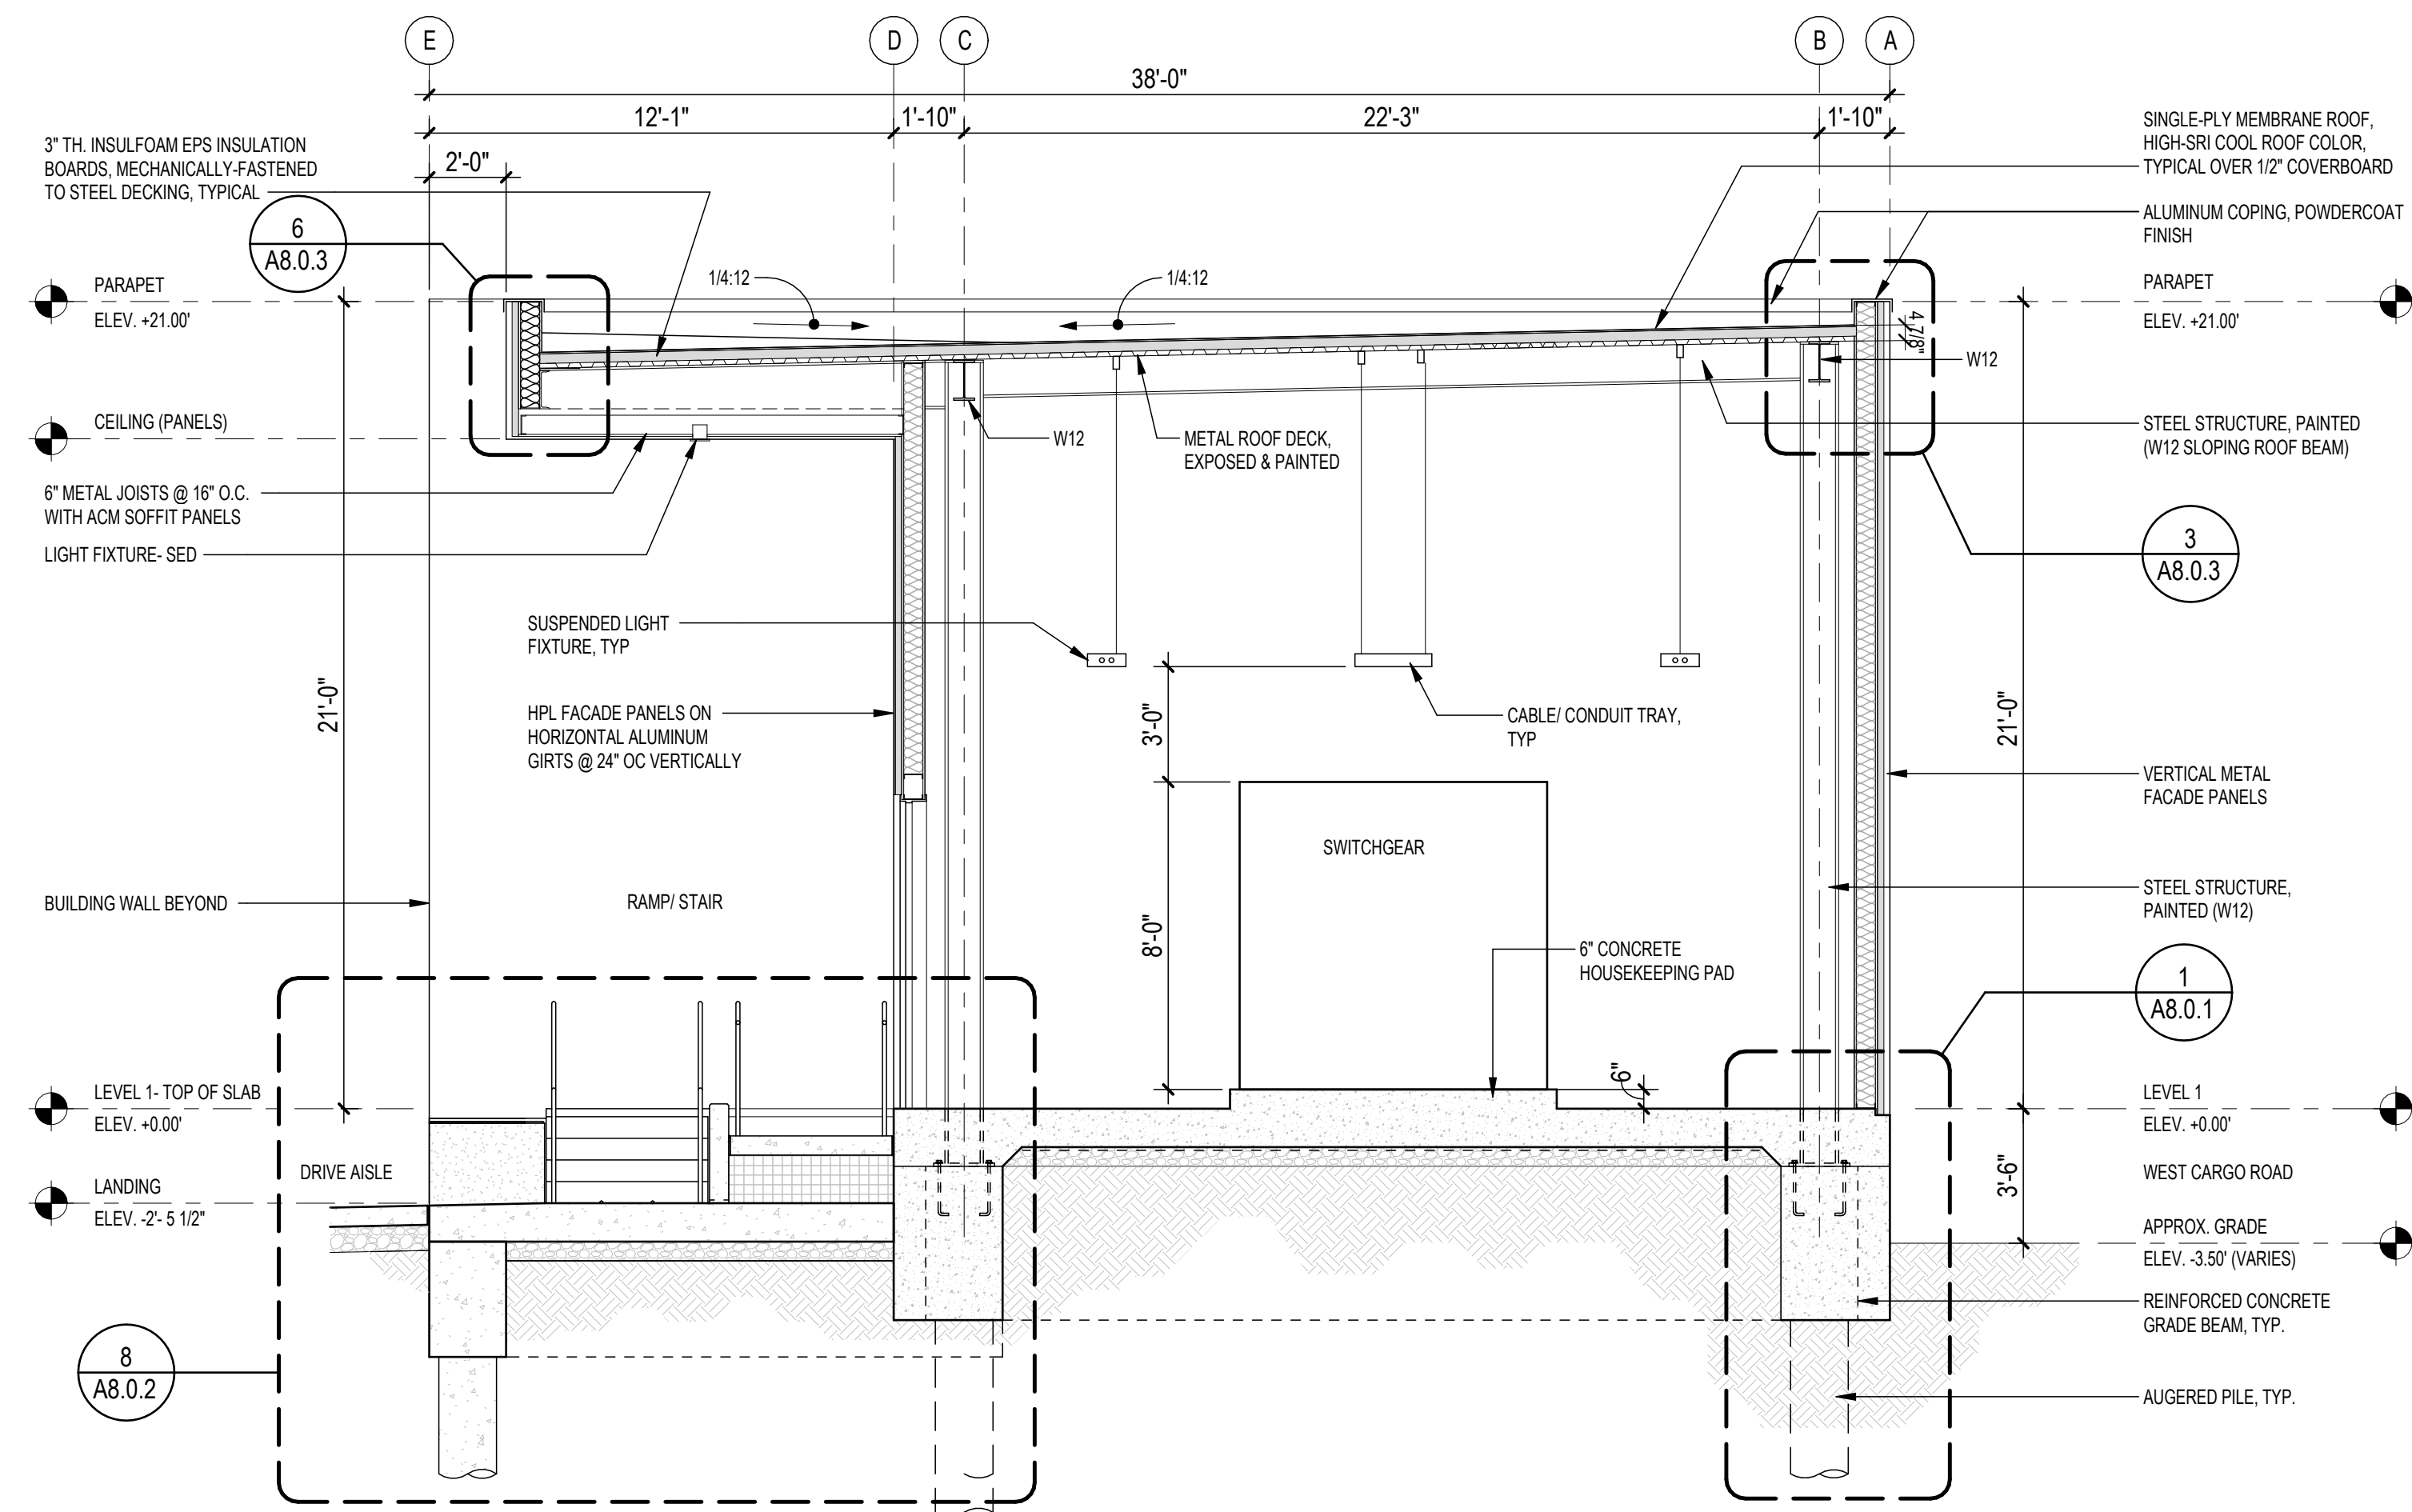 E
D
C
B
A
38'-0"
12'-1"
1'-10"
22'-3"
1'-10"
2'-0"
3" TH. INSULFOAM EPS INSULATION
BOARDS, MECHANICALLY-FASTENED
TO STEEL DECKING, TYPICAL
6
A8.0.3
PARAPET
ELEV. +21.00'
CEILING (PANELS)
6" METAL JOISTS @ 16" O.C.
WITH ACM SOFFIT PANELS
LIGHT FIXTURE- SED
21'-0"
BUILDING WALL BEYOND
LEVEL 1- TOP OF SLAB
ELEV. +0.00'
DRIVE AISLE
LANDING
ELEV. -2'- 5 1/2"
8
A8.0.2
1/4:12
1/4:12
W12
METAL ROOF DECK,
EXPOSED & PAINTED
SUSPENDED LIGHT
FIXTURE, TYP
HPL FACADE PANELS ON
HORIZONTAL ALUMINUM
GIRTS @ 24" OC VERTICALLY
RAMP/ STAIR
3'-0"
8'-0"
CABLE/ CONDUIT TRAY,
TYP
SWITCHGEAR
6" CONCRETE
HOUSEKEEPING PAD
6"
SINGLE-PLY MEMBRANE ROOF,
HIGH-SRI COOL ROOF COLOR,
TYPICAL OVER 1/2" COVERBOARD
ALUMINUM COPING, POWDERCOAT
FINISH
PARAPET
ELEV. +21.00'
4 7/8"
W12
STEEL STRUCTURE, PAINTED
(W12 SLOPING ROOF BEAM)
3
A8.0.3
21'-0"
VERTICAL METAL
FACADE PANELS
STEEL STRUCTURE,
PAINTED (W12)
1
A8.0.1
LEVEL 1
ELEV. +0.00'
3'-6"
WEST CARGO ROAD
APPROX. GRADE
ELEV. -3.50' (VARIES)
REINFORCED CONCRETE
GRADE BEAM, TYP.
AUGERED PILE, TYP.